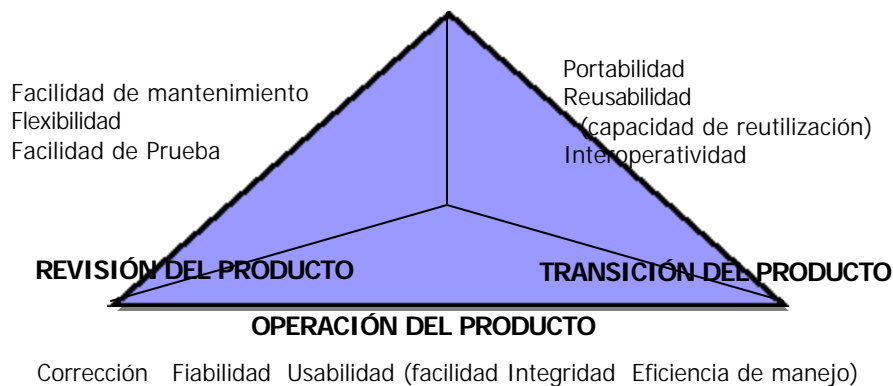 Facilidad de mantenimiento
Flexibilidad
Facilidad de Prueba
Portabilidad
Reusabilidad
(capacidad de reutilización)
Interoperatividad
REVISIÓN DEL PRODUCTO
TRANSICIÓN DEL PRODUCTO
OPERACIÓN DEL PRODUCTO
Corrección Fiabilidad Usabilidad (facilidad Integridad Eficiencia de manejo)